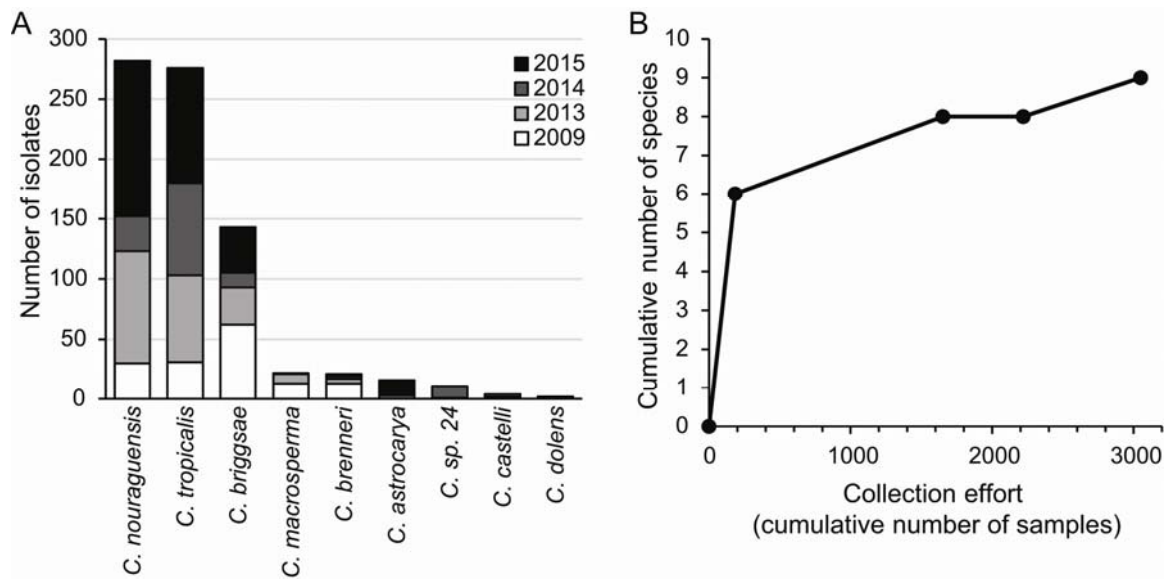 A
Number of isolates
300
250
200
150
100
50
0
2015
2014
2013
2009
C. nouraguensis
C. tropicalis
C. briggsae
C. macrosperma
C. brenneri
C. astrocarya
C. sp. 24
C. castelli
C. dolens
B
Cumulative number of species
10
9
8
7
6
5
4
3
2
1
0
0 1000 2000 3000
Collection effort
(cumulative number of samples)